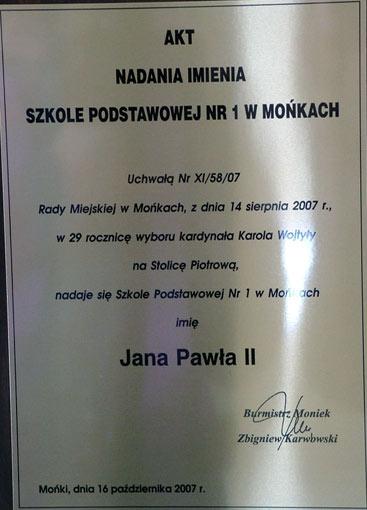 AKT
NADANIA IMIENIA
SZKOLE PODSTAWOWEJ NR 1 W MOŃKACH
Uchwałą Nr XI/58/07
Rady Miejskiej w Mońkach, z dnia 14 sierpnia 2007 r.,
w 29 rocznicę wyboru kardynała Karola Wojtyły
na Stolicę Piotrową,
nadaje się Szkole Podstawowej Nr 1 w Mońkach
imię
Jana Pawła II
Burmistrz Moniek
Zbigniew Karwowski
Mońki, dnia 16 października 2007 r.